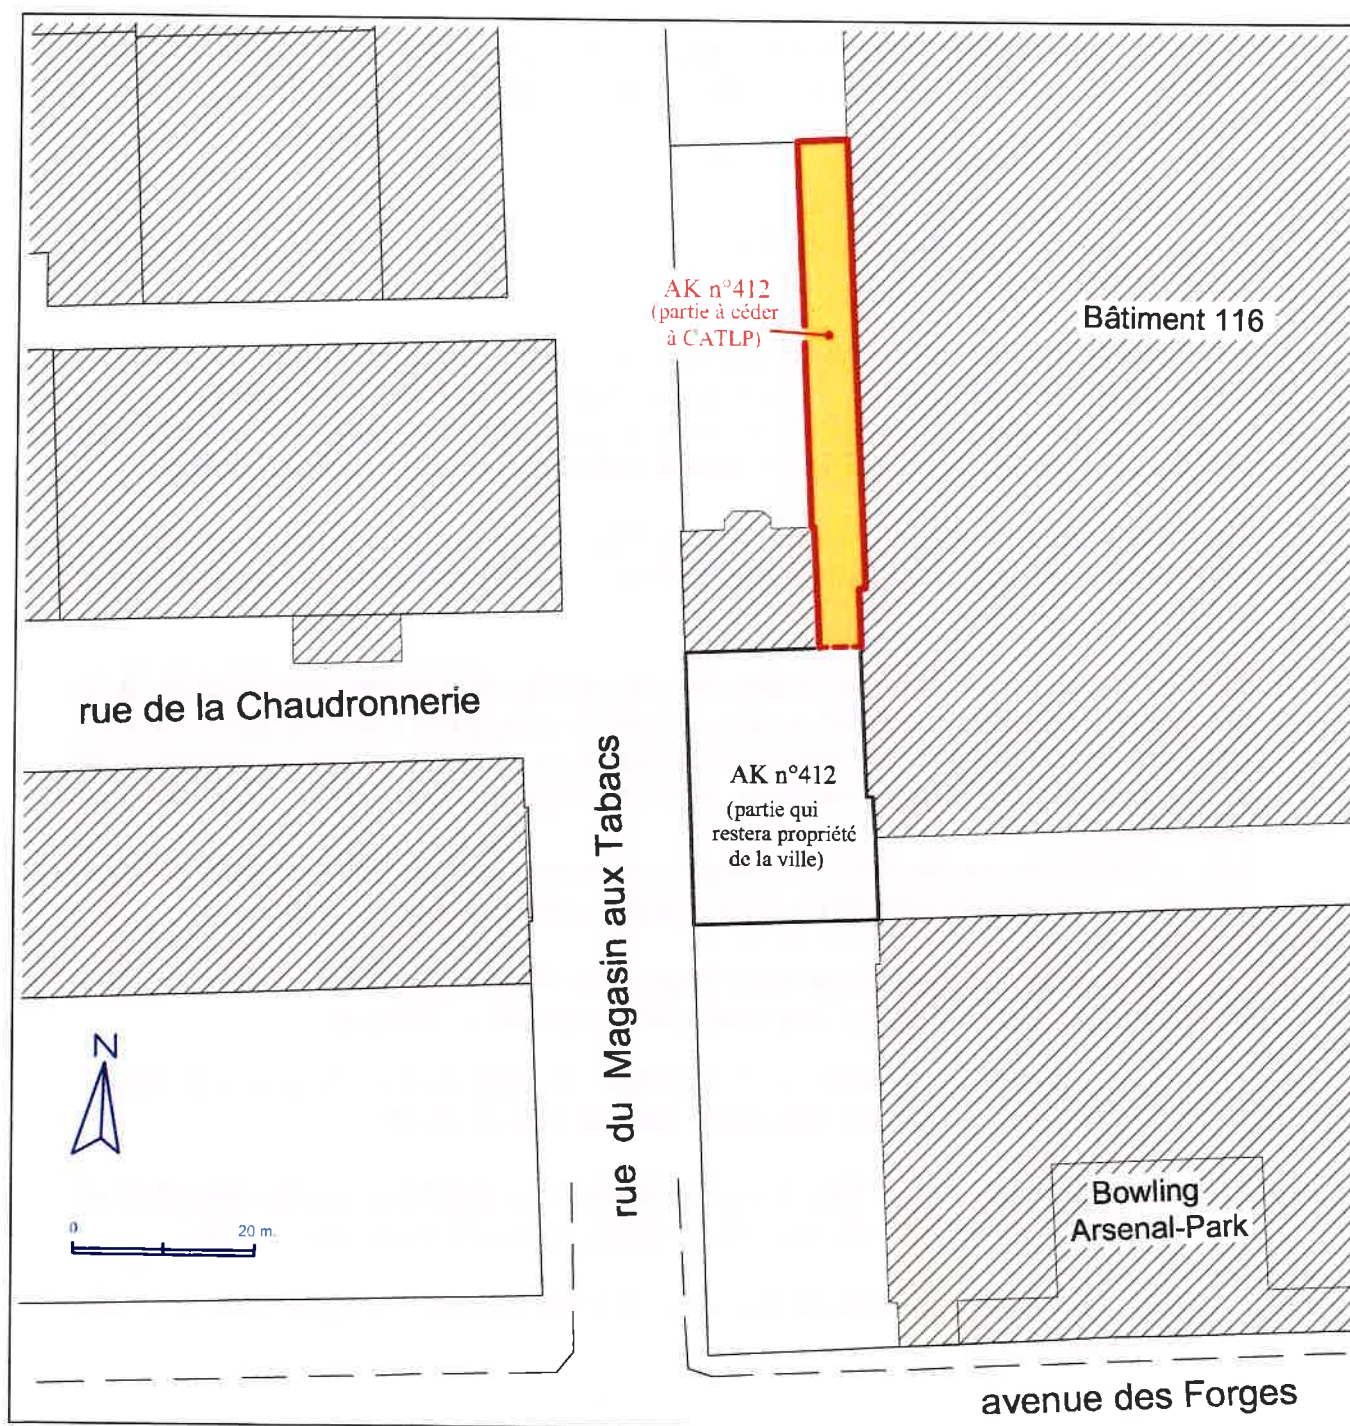 AK n°412
(partie à céder
à CATLP)
Bâtiment 116
rue de la Chaudronnerie
rue du Magasin aux Tabacs
AK n°412
(partie qui
restera propriété
de la ville)
N
0
20 m.
Bowling
Arsenal-Park
avenue des Forges